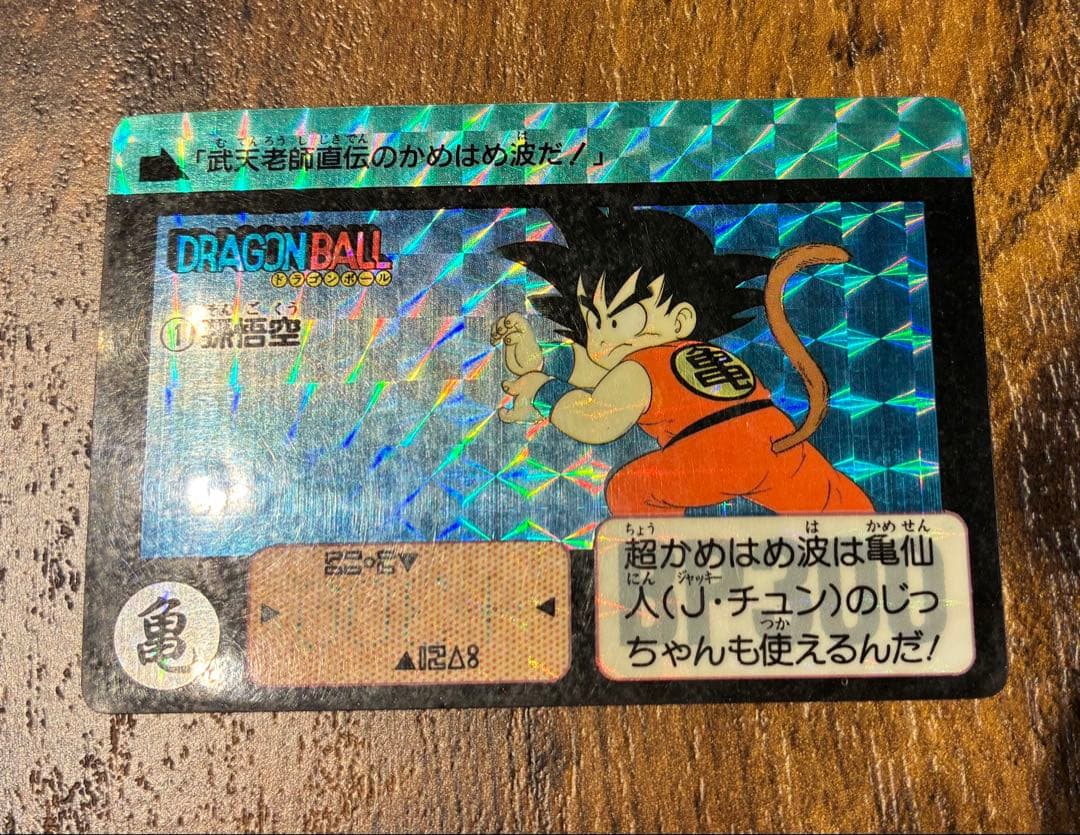 「武天老師直伝のかめはめ波だ!」
むてんろうしじきでん は
DRAGON BALL
ドラゴンボール
そんごくう
① 孫悟空
亀
超かめはめ波は亀仙
人(J・チュン)のじっ
ちゃんも使えるんだ!
ちょう は かめせん
にん ジャッキー
つか
亀